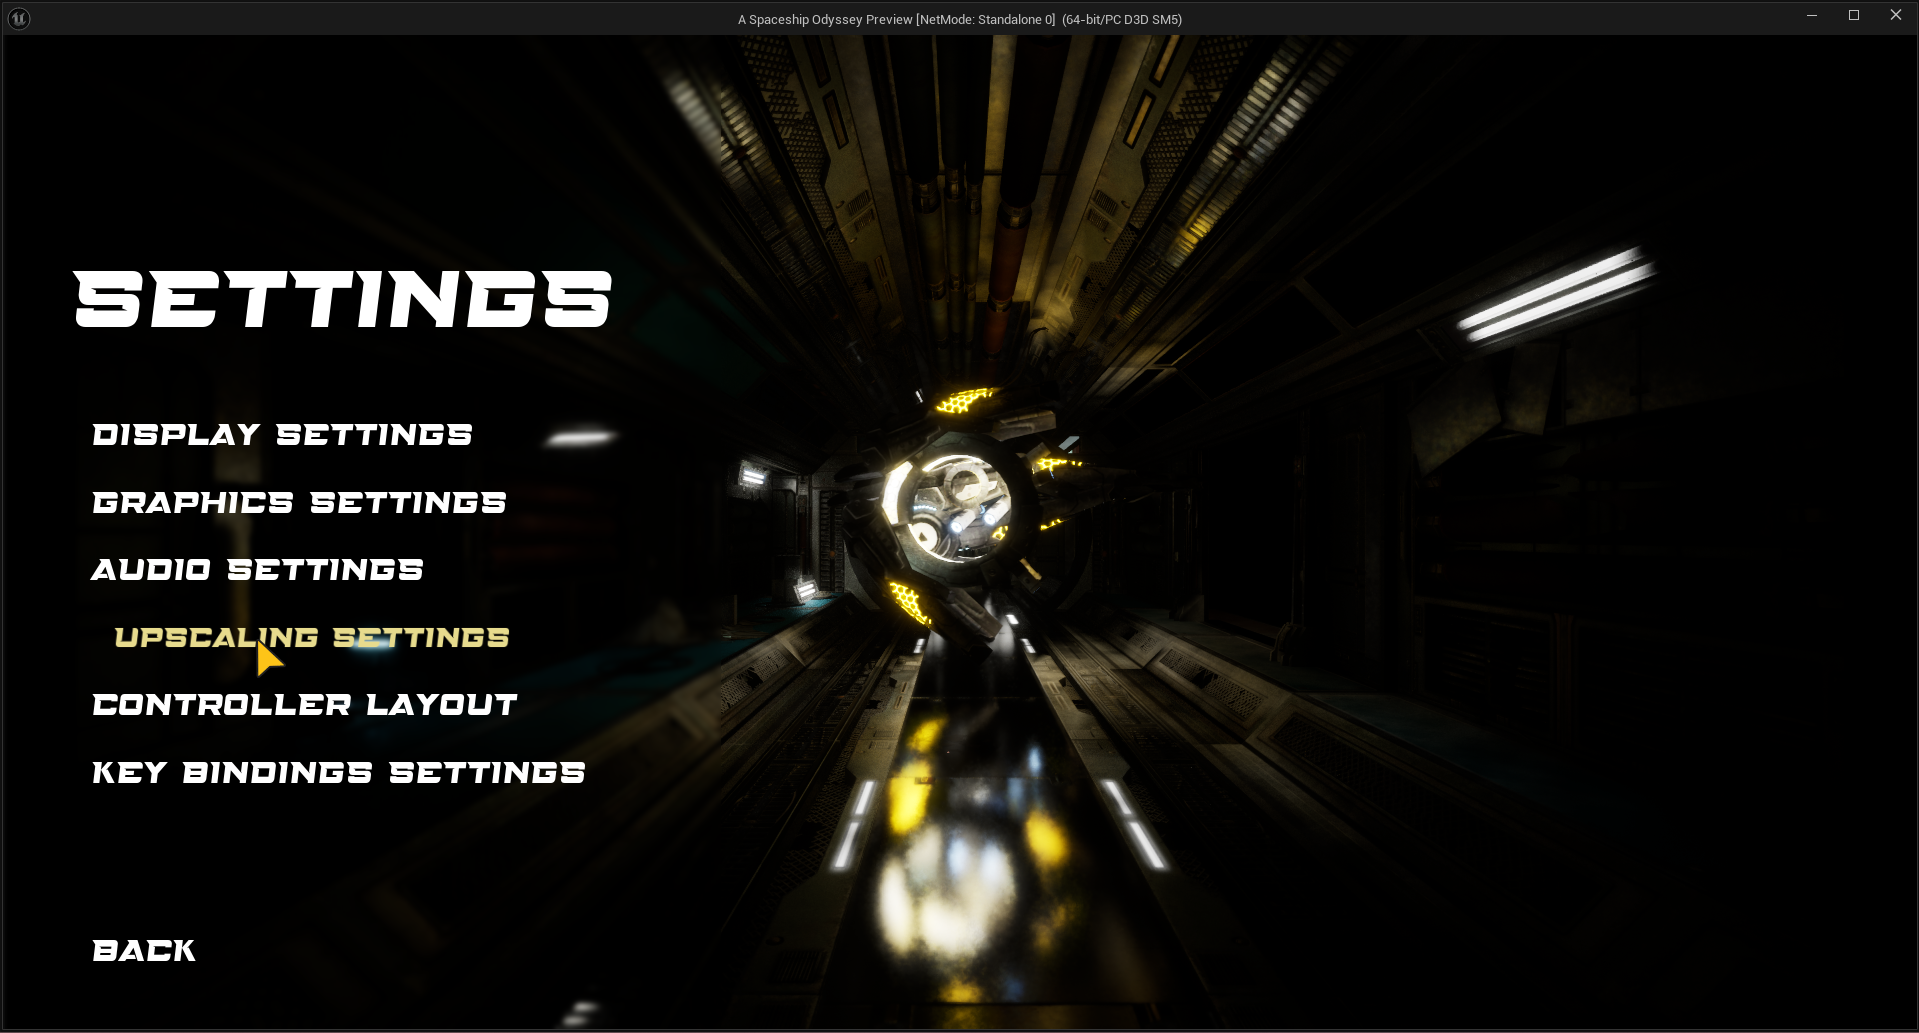 A Spaceship Odyssey Preview [NetMode: Standalone 0]  (64-bit/PC D3D SM5)
SETTINGS
DISPLAY SETTINGS
GRAPHICS SETTINGS
AUDIO SETTINGS
UPSCALING SETTINGS
CONTROLLER LAYOUT
KEY BINDINGS SETTINGS
BACK